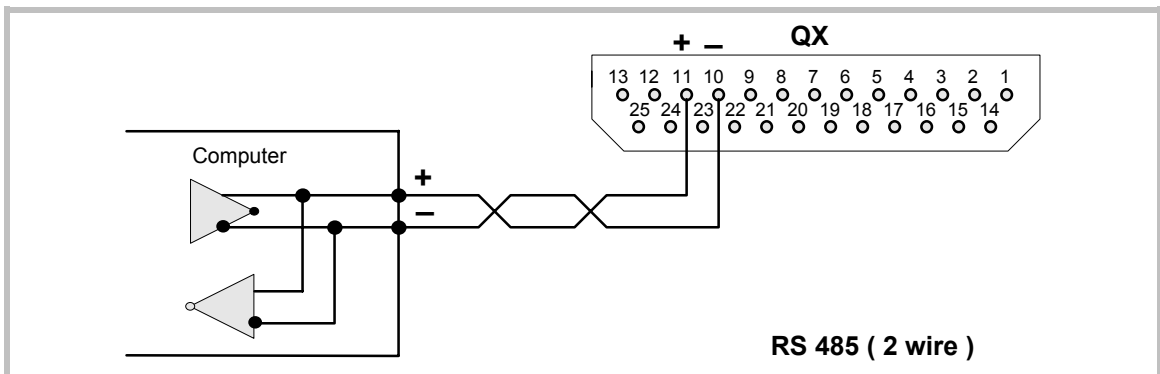 + – QX
13 12 11 10 9 8 7 6 5 4 3 2 1
25 24 23 22 21 20 19 18 17 16 15 14
Computer
+
–
RS 485 ( 2 wire )